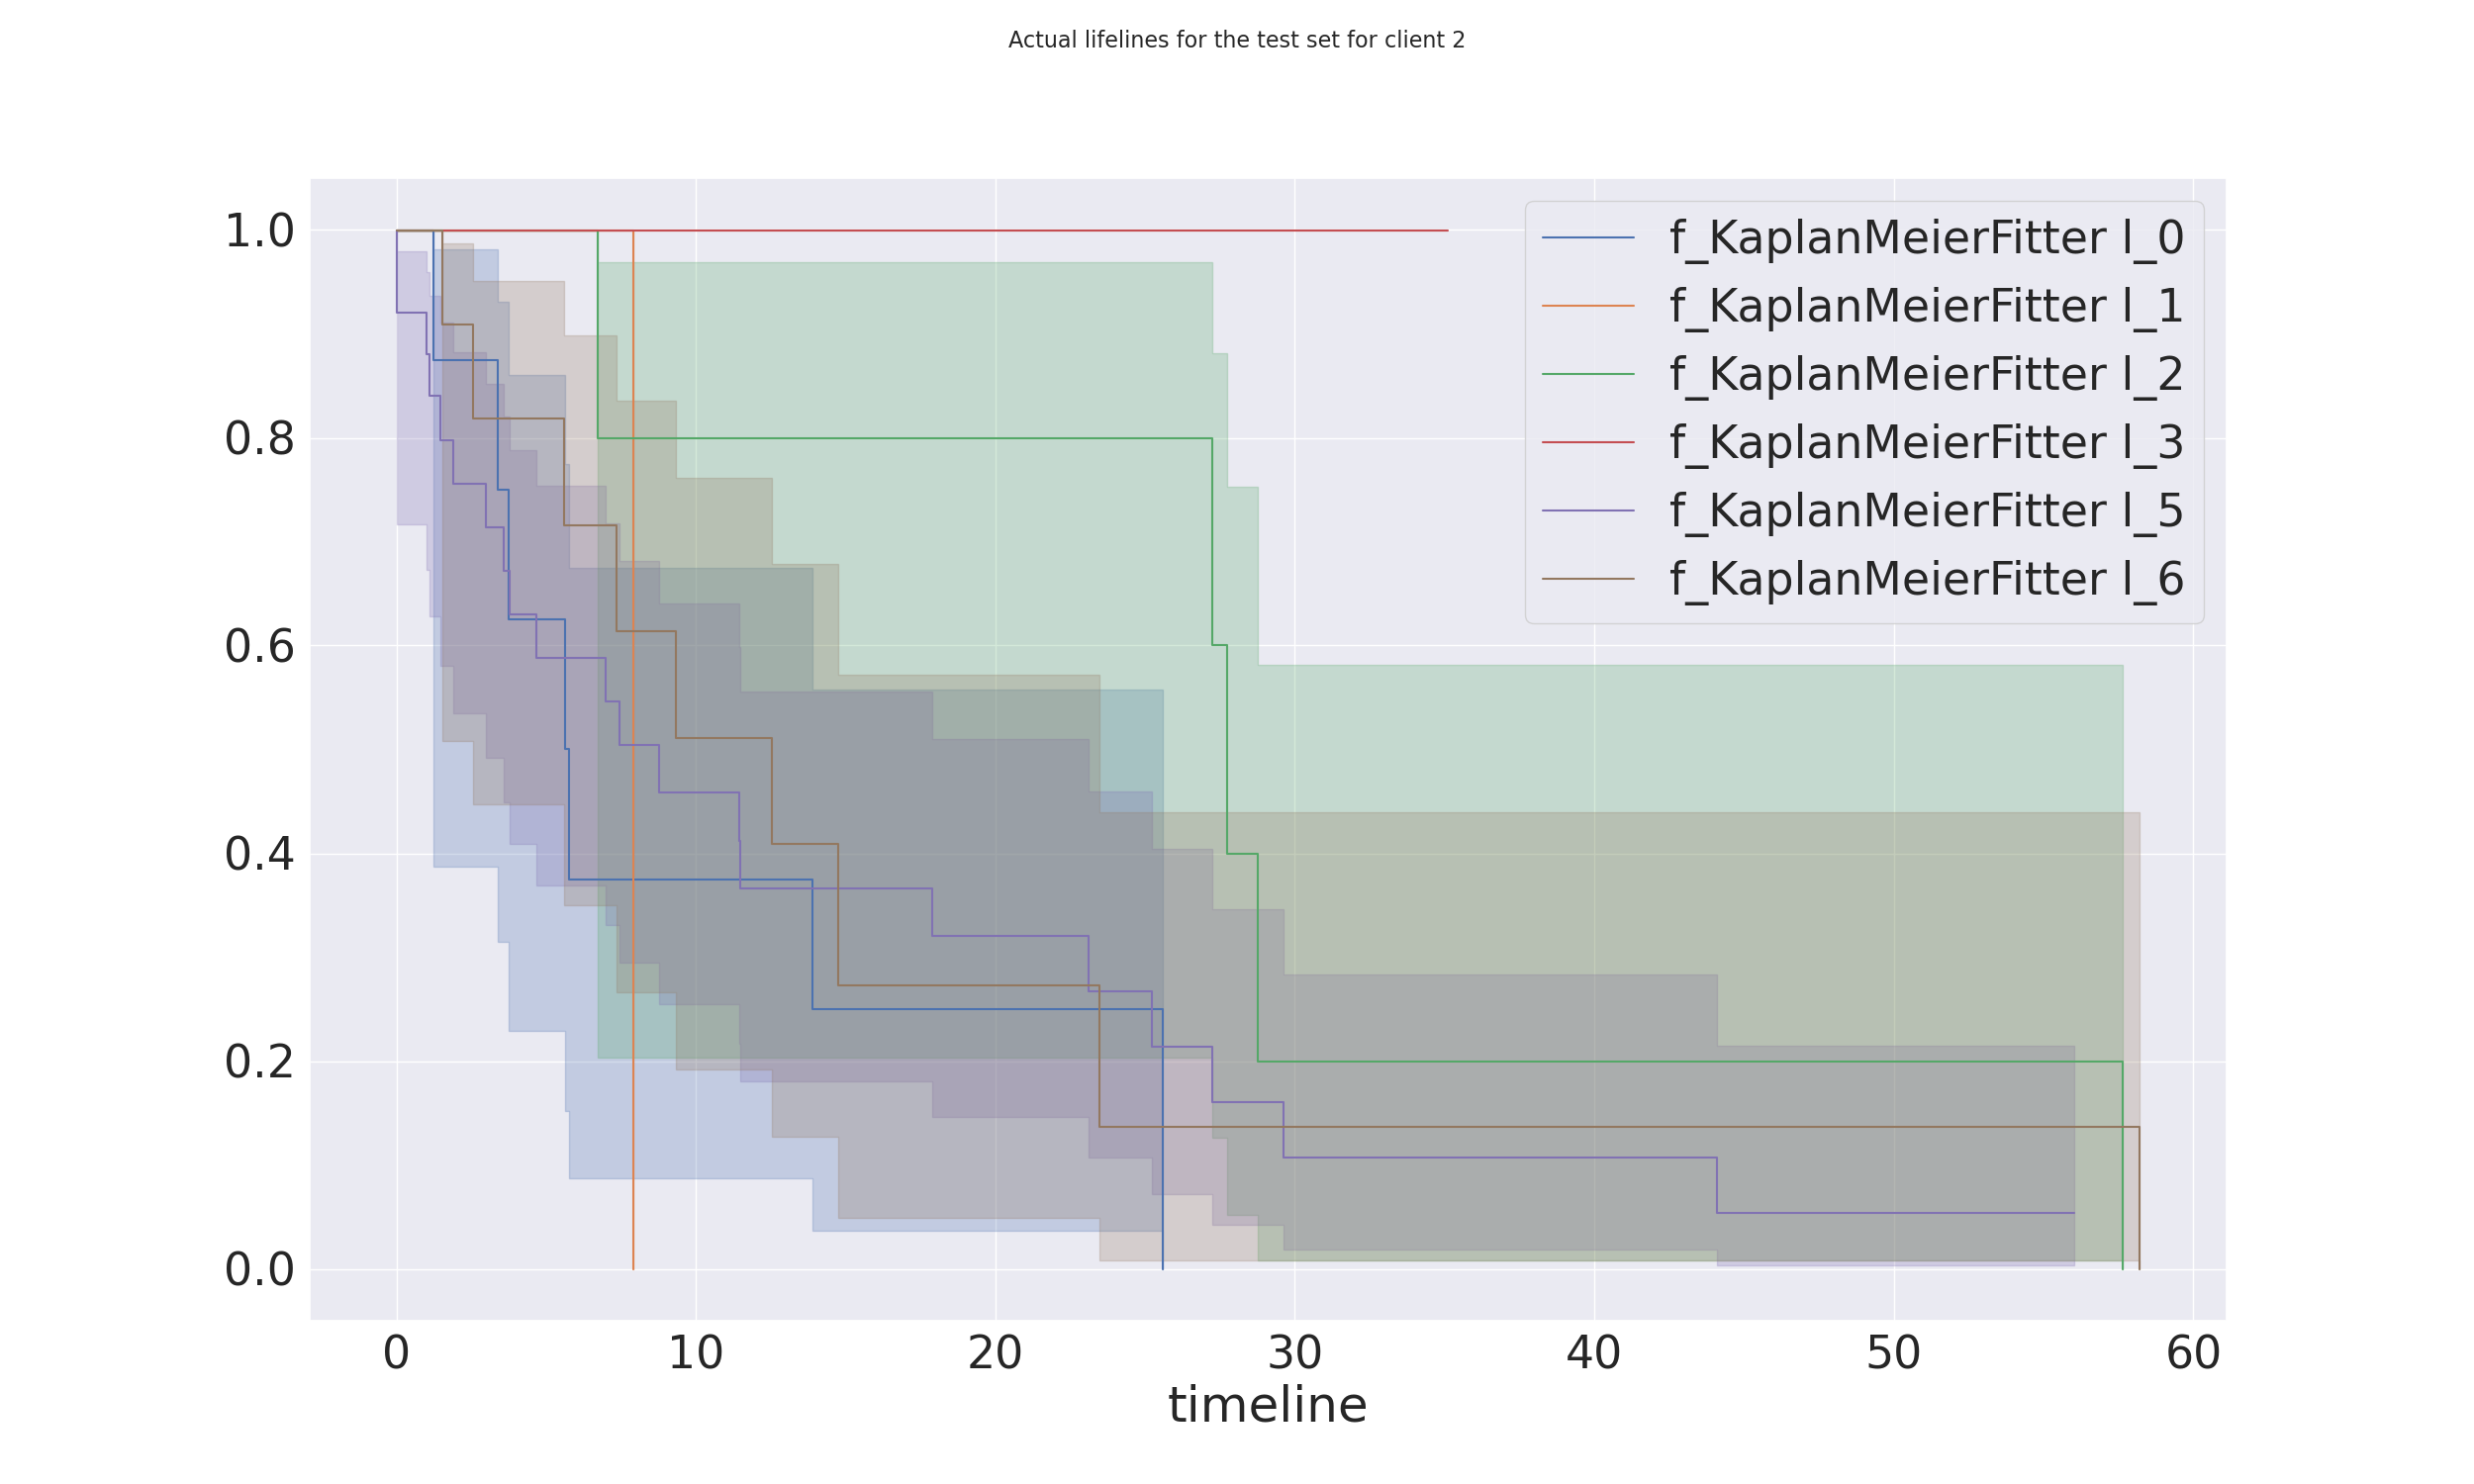 Actual lifelines for the test set for client 2
1.0
0.8
0.6
0.4
0.2
0.0
f_KaplanMeierFitter l_0
f_KaplanMeierFitter l_1
f_KaplanMeierFitter l_2
f_KaplanMeierFitter l_3
f_KaplanMeierFitter l_5
f_KaplanMeierFitter l_6
0 10 20 30 40 50 60
timeline